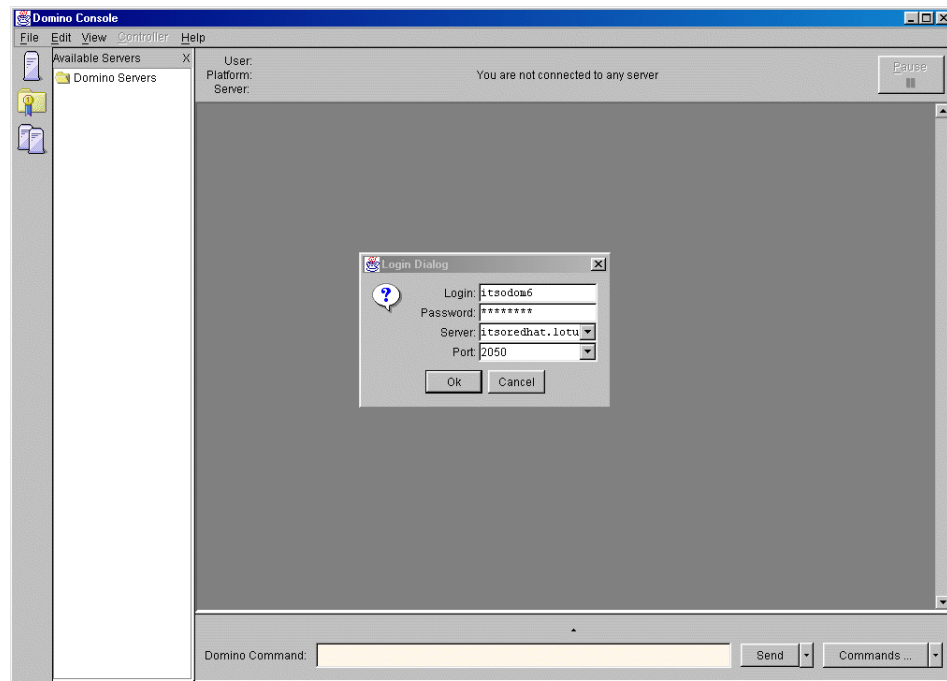 Domino Console
File Edit View Controller Help
Available Servers X
Domino Servers
User:
Platform:
Server:
You are not connected to any server
Pause
Login Dialog
Login: itsodom6
Password: ********
Server: itsoredhat.lotu
Port: 2050
Ok Cancel
Domino Command:
Send
Commands ...